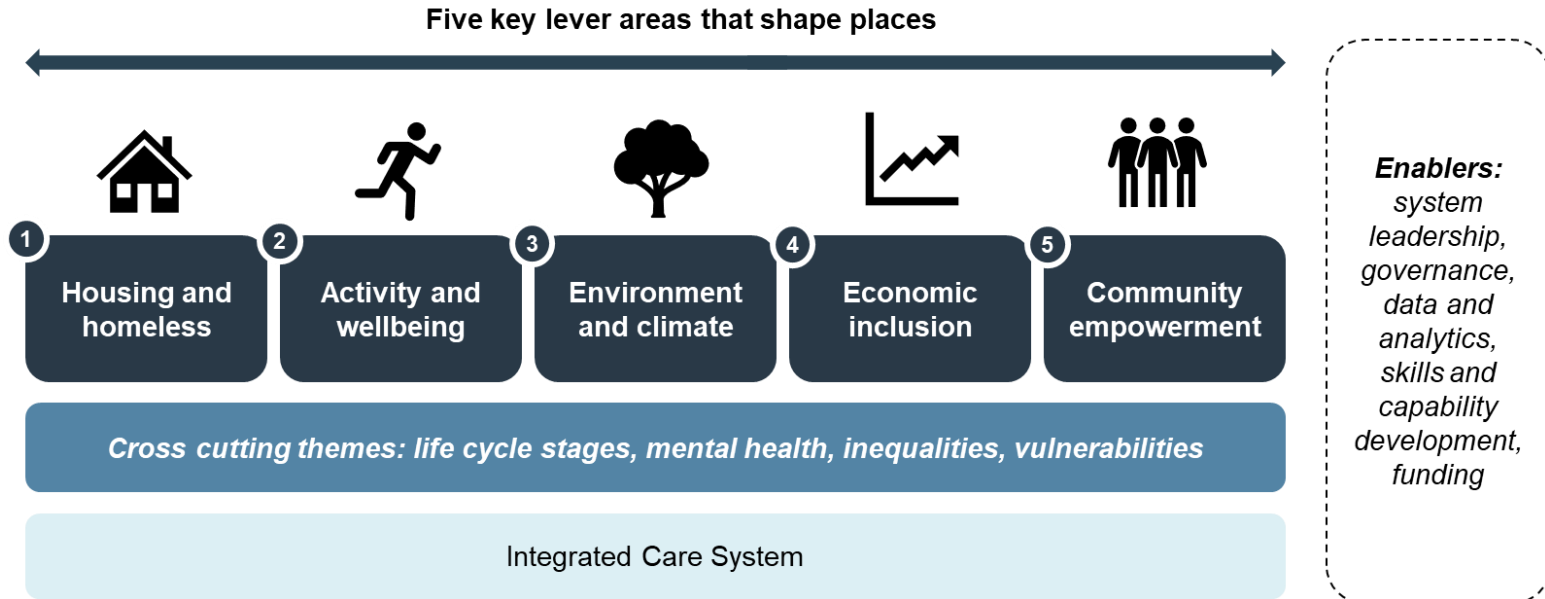 Five key lever areas that shape places
1
Housing and
homeless
2
Activity and
wellbeing
3
Environment
and climate
4
Economic
inclusion
5
Community
empowerment
Cross cutting themes: life cycle stages, mental health, inequalities, vulnerabilities
Integrated Care System
Enablers:
system
leadership,
governance,
data and
analytics,
skills and
capability
development,
funding